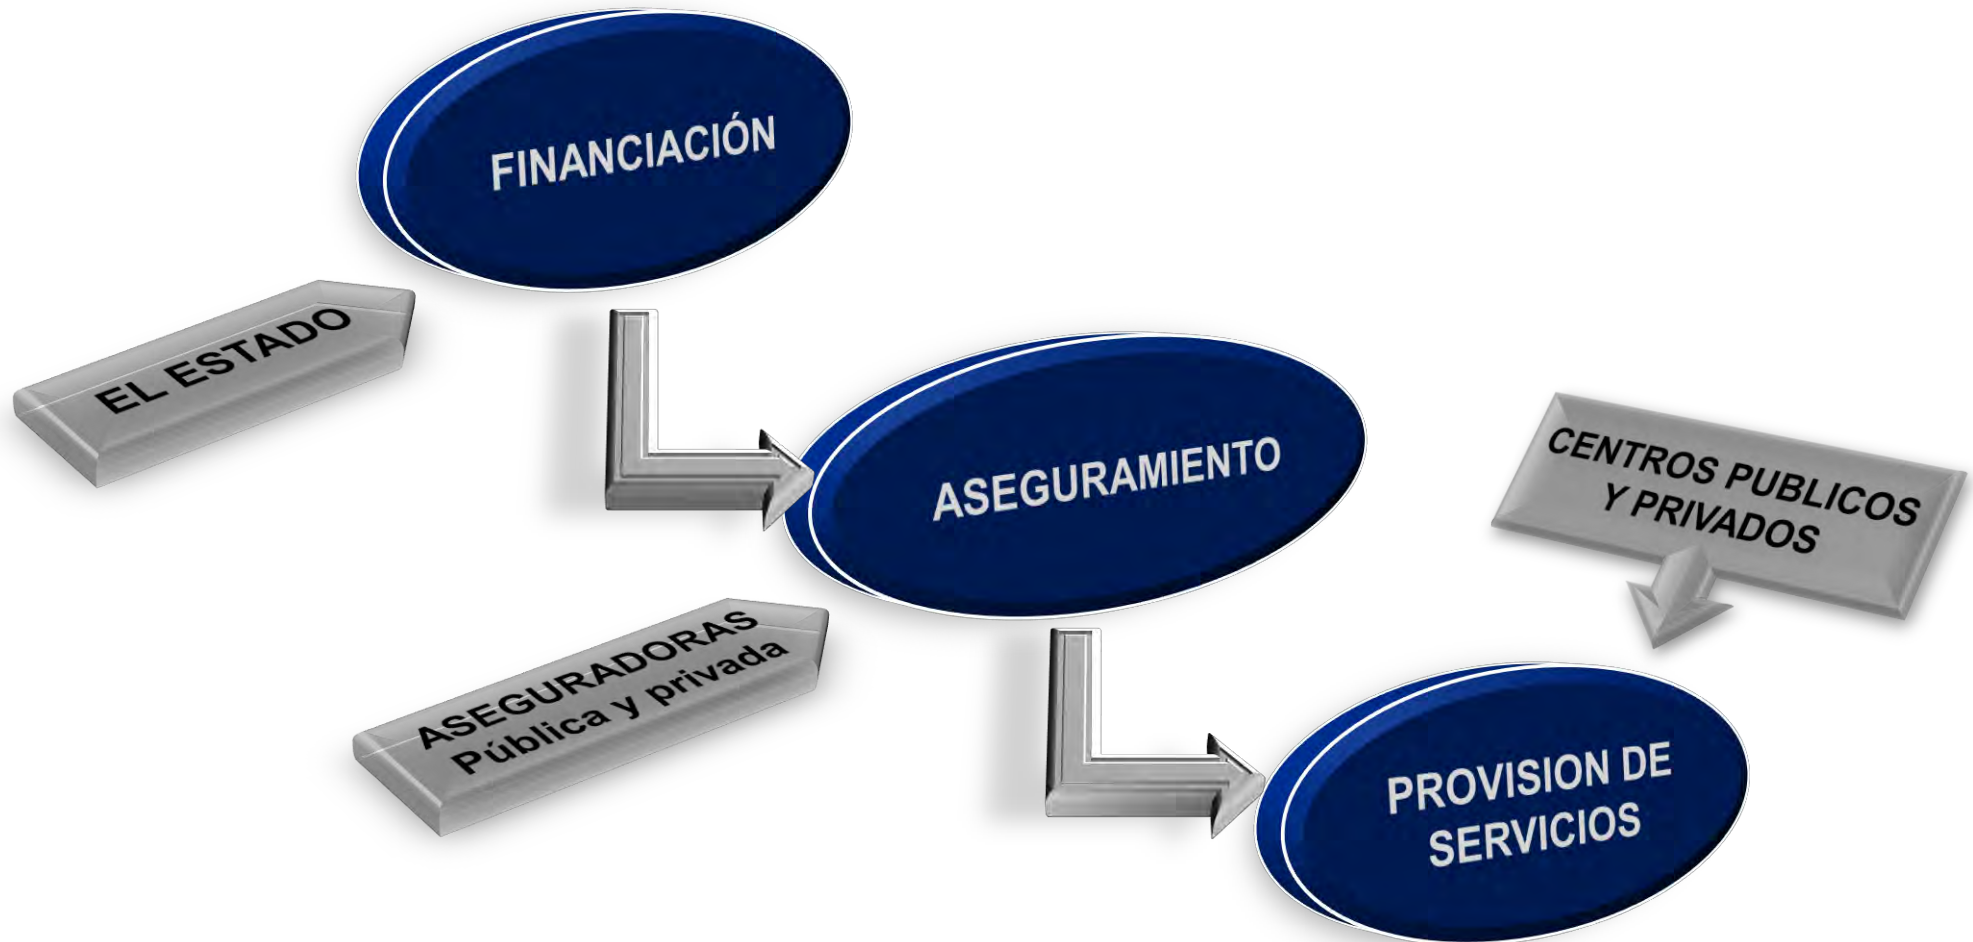 FINANCIACIÓN
EL ESTADO
ASEGURAMIENTO
CENTROS PUBLICOS
Y PRIVADOS
ASEGURADORAS
Pública y privada
PROVISION DE
SERVICIOS